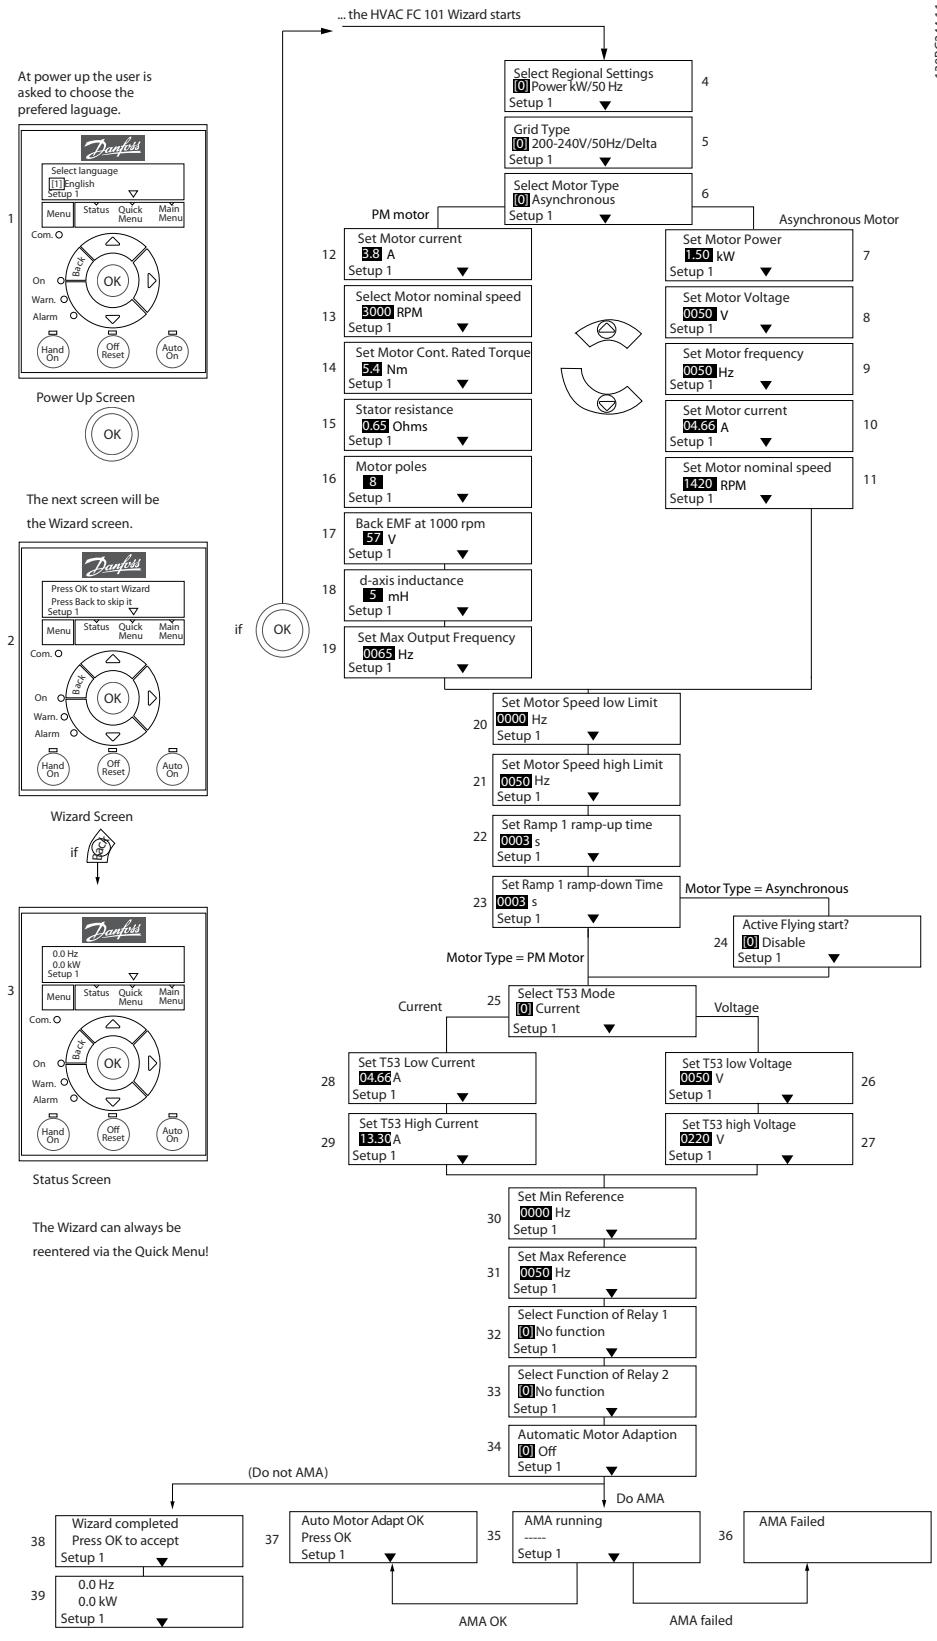 ... the HVAC FC 101 Wizard starts
At power up the user is
asked to choose the
prefered laguage.
Danfoss
Select language
[1] English
Setup 1
Menu
Status
Quick
Menu
Main
Menu
1
Com.
Back
OK
On
Warn.
Alarm
Hand
On
Off
Reset
Auto
On
Power Up Screen
OK
The next screen will be
the Wizard screen.
Danfoss
Press OK to start Wizard
Press Back to skip it
Setup 1
Menu
Status
Quick
Menu
Main
Menu
2
Com.
Back
OK
On
Warn.
Alarm
Hand
On
Off
Reset
Auto
On
Wizard Screen
if
Back
if
OK
Danfoss
0.0 Hz
0.0 kW
Setup 1
Menu
Status
Quick
Menu
Main
Menu
3
Com.
Back
OK
On
Warn.
Alarm
Hand
On
Off
Reset
Auto
On
Status Screen
The Wizard can always be
reentered via the Quick Menu!
Select Regional Settings
[0] Power kW/50 Hz
Setup 1
4
Grid Type
[0] 200-240V/50Hz/Delta
Setup 1
5
Select Motor Type
[0] Asynchronous
Setup 1
6
PM motor
Asynchronous Motor
Set Motor current
3.8 A
Setup 1
12
Select Motor nominal speed
3000 RPM
Setup 1
13
Set Motor Cont. Rated Torque
5.4 Nm
Setup 1
14
Stator resistance
0.65 Ohms
Setup 1
15
Motor poles
8
Setup 1
16
Back EMF at 1000 rpm
57 V
Setup 1
17
d-axis inductance
5 mH
Setup 1
18
Set Max Output Frequency
0065 Hz
Setup 1
19
Set Motor Power
1.50 kW
Setup 1
7
Set Motor Voltage
0050 V
Setup 1
8
Set Motor frequency
0050 Hz
Setup 1
9
Set Motor current
04.66 A
Setup 1
10
Set Motor nominal speed
1420 RPM
Setup 1
11
Set Motor Speed low Limit
0000 Hz
Setup 1
20
Set Motor Speed high Limit
0050 Hz
Setup 1
21
Set Ramp 1 ramp-up time
0003 s
Setup 1
22
Set Ramp 1 ramp-down Time
0003 s
Setup 1
23
Motor Type = Asynchronous
Active Flying start?
[0] Disable
Setup 1
24
Motor Type = PM Motor
Select T53 Mode
[0] Current
Setup 1
25
Current
Voltage
Set T53 Low Current
04.66 A
Setup 1
28
Set T53 High Current
13.30 A
Setup 1
29
Set T53 low Voltage
0050 V
Setup 1
26
Set T53 high Voltage
0220 V
Setup 1
27
Set Min Reference
0000 Hz
Setup 1
30
Set Max Reference
0050 Hz
Setup 1
31
Select Function of Relay 1
[0] No function
Setup 1
32
Select Function of Relay 2
[0] No function
Setup 1
33
Automatic Motor Adaption
[0] Off
Setup 1
34
(Do not AMA)
Do AMA
Wizard completed
Press OK to accept
Setup 1
38
0.0 Hz
0.0 kW
Setup 1
39
Auto Motor Adapt OK
Press OK
Setup 1
37
AMA running
-----
Setup 1
35
AMA Failed
36
AMA OK
AMA failed